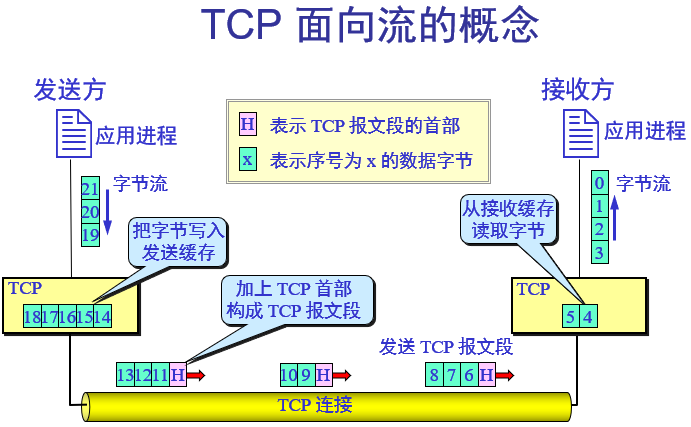 TCP 面向流的概念
发送方
接收方
应用进程
应用进程
H 表示 TCP 报文段的首部
x 表示序号为 x 的数据字节
21
20
19
字节流
0
1
2
3
字节流
把字节写入
发送缓存
从接收缓存
读取字节
TCP
18 17 16 15 14
加上 TCP 首部
构成 TCP 报文段
TCP
5 4
发送 TCP 报文段
13 12 11 H
10 9 H
8 7 6 H
TCP 连接